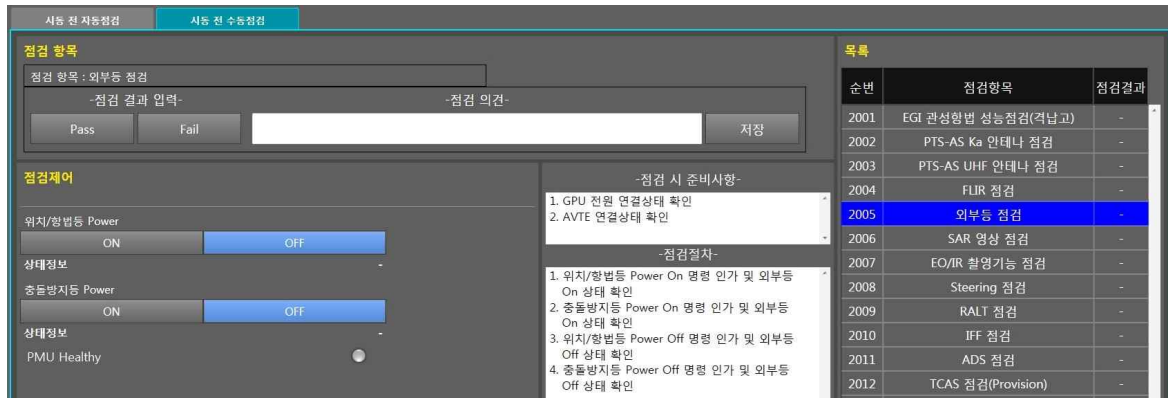 시동 전 자동점검
시동 전 수동점검
점검 항목
점검 항목 : 외부등 점검
-점검 결과 입력-
-점검 의견-
Pass
Fail
저장
점검제어
위치/항법등 Power
ON
OFF
상태정보
-
충돌방지등 Power
ON
OFF
상태정보
-
PMU Healthy
-점검 시 준비사항-
1. GPU 전원 연결상태 확인
2. AVTE 연결상태 확인
-점검절차-
1. 위치/항법등 Power On 명령 인가 및 외부등
On 상태 확인
2. 충돌방지등 Power On 명령 인가 및 외부등
On 상태 확인
3. 위치/항법등 Power Off 명령 인가 및 외부등
Off 상태 확인
4. 충돌방지등 Power Off 명령 인가 및 외부등
Off 상태 확인
목록
순번 점검항목 점검결과
2001 EGI 관성항법 성능점검(격납고) -
2002 PTS-AS Ka 안테나 점검 -
2003 PTS-AS UHF 안테나 점검 -
2004 FLIR 점검 -
2005 외부등 점검 -
2006 SAR 영상 점검 -
2007 EO/IR 촬영기능 점검 -
2008 Steering 점검 -
2009 RALT 점검 -
2010 IFF 점검 -
2011 ADS 점검 -
2012 TCAS 점검(Provision) -